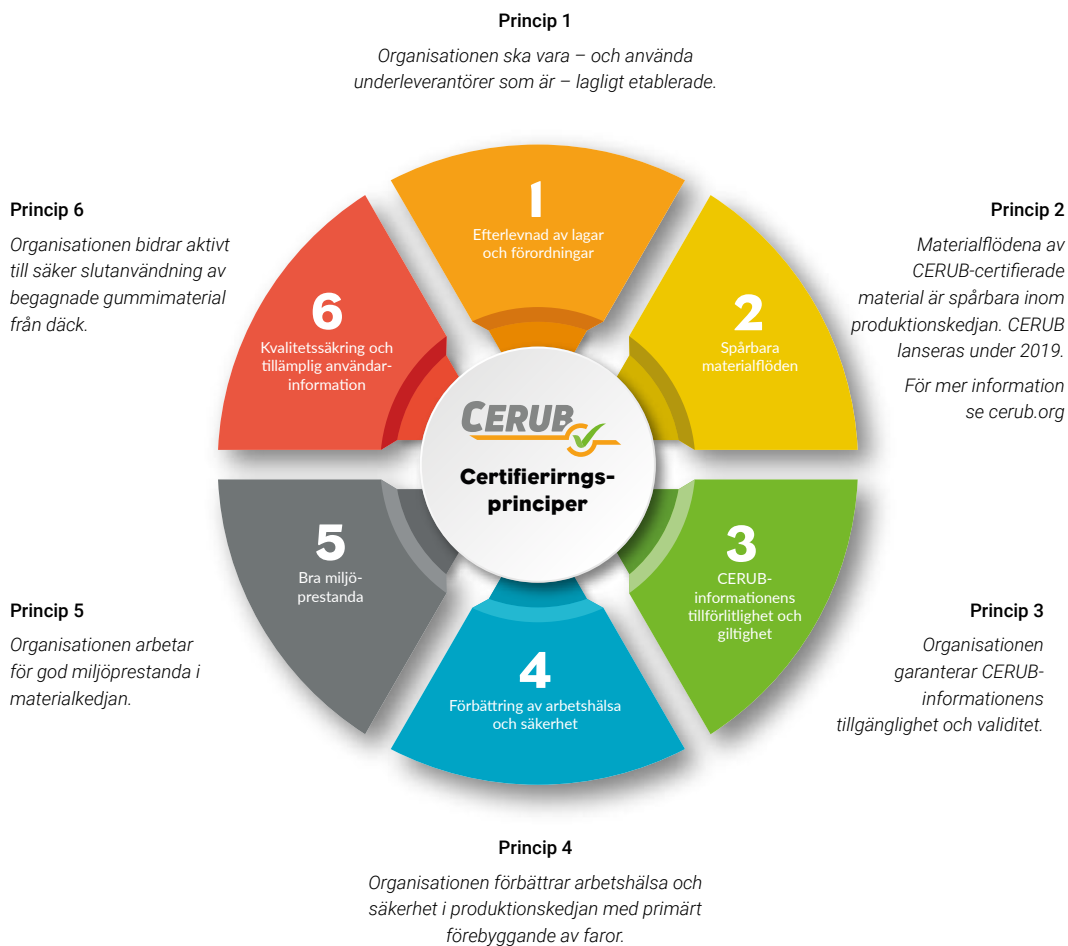 Princip 1
Organisationen ska vara – och använda
underleverantörer som är – lagligt etablerade.
1
Efterlevnad av lagar
och förordningar
Princip 2
Materialflödena av
CERUB-certifierade
material är spårbara inom
produktionskedjan. CERUB
lanseras under 2019.
För mer information
se cerub.org
2
Spårbara
materialflöden
Princip 6
Organisationen bidrar aktivt
till säker slutanvändning av
begagnade gummimaterial
från däck.
6
Kvalitetssäkring och
tillämplig användar-
information
CERUB
Certifierirngs-
principer
5
Bra miljö-
prestanda
3
CERUB-
informationens
tillförlitlighet och
giltighet
Princip 5
Organisationen arbetar
för god miljöprestanda i
materialkedjan.
Princip 3
Organisationen
garanterar CERUB-
informationens
tillgänglighet och validitet.
4
Förbättring av arbetshälsa
och säkerhet
Princip 4
Organisationen förbättrar arbetshälsa och
säkerhet i produktionskedjan med primärt
förebyggande av faror.